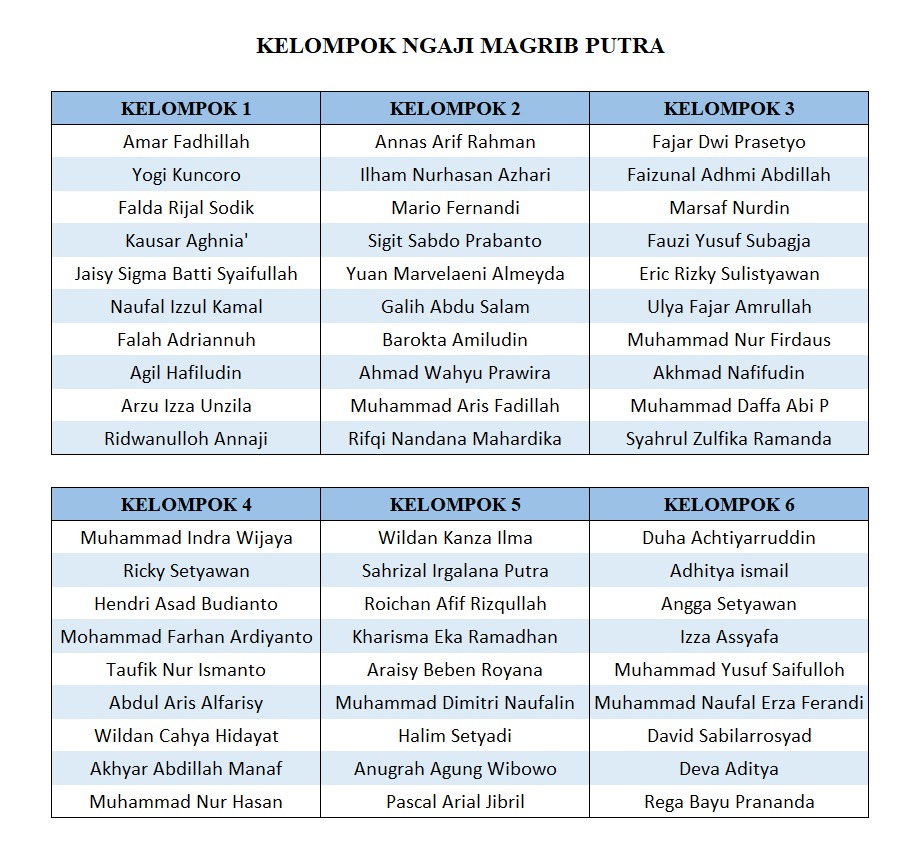 KELOMPOK NGAJI MAGRIB PUTRA
KELOMPOK 1 KELOMPOK 2 KELOMPOK 3
Amar Fadhillah Annas Arif Rahman Fajar Dwi Prasetyo
Yogi Kuncoro Ilham Nurhasan Azhari Faizunal Adhmi Abdillah
Falda Rijal Sodik Mario Fernandi Marsaf Nurdin
Kausar Aghnia' Sigit Sabdo Prabanto Fauzi Yusuf Subagja
Jaisy Sigma Batti Syaifullah Yuan Marvelaeni Almeyda Eric Rizky Sulistyawan
Naufal Izzul Kamal Galih Abdu Salam Ulya Fajar Amrullah
Falah Adriannuh Barokta Amiludin Muhammad Nur Firdaus
Agil Hafiludin Ahmad Wahyu Prawira Akhmad Nafifudin
Arzu Izza Unzila Muhammad Aris Fadillah Muhammad Daffa Abi P
Ridwanulloh Annaji Rifqi Nandana Mahardika Syahrul Zulfika Ramanda
KELOMPOK 4 KELOMPOK 5 KELOMPOK 6
Muhammad Indra Wijaya Wildan Kanza Ilma Duha Achtiyarruddin
Ricky Setyawan Sahrizal Irgalana Putra Adhitya ismail
Hendri Asad Budianto Roichan Afif Rizqullah Angga Setyawan
Mohammad Farhan Ardiyanto Kharisma Eka Ramadhan Izza Assyafa
Taufik Nur Ismanto Araisy Beben Royana Muhammad Yusuf Saifulloh
Abdul Aris Alfarisy Muhammad Dimitri Naufalin Muhammad Naufal Erza Ferandi
Wildan Cahya Hidayat Halim Setyadi David Sabilarrosyad
Akhyar Abdillah Manaf Anugrah Agung Wibowo Deva Aditya
Muhammad Nur Hasan Pascal Arial Jibril Rega Bayu Prananda